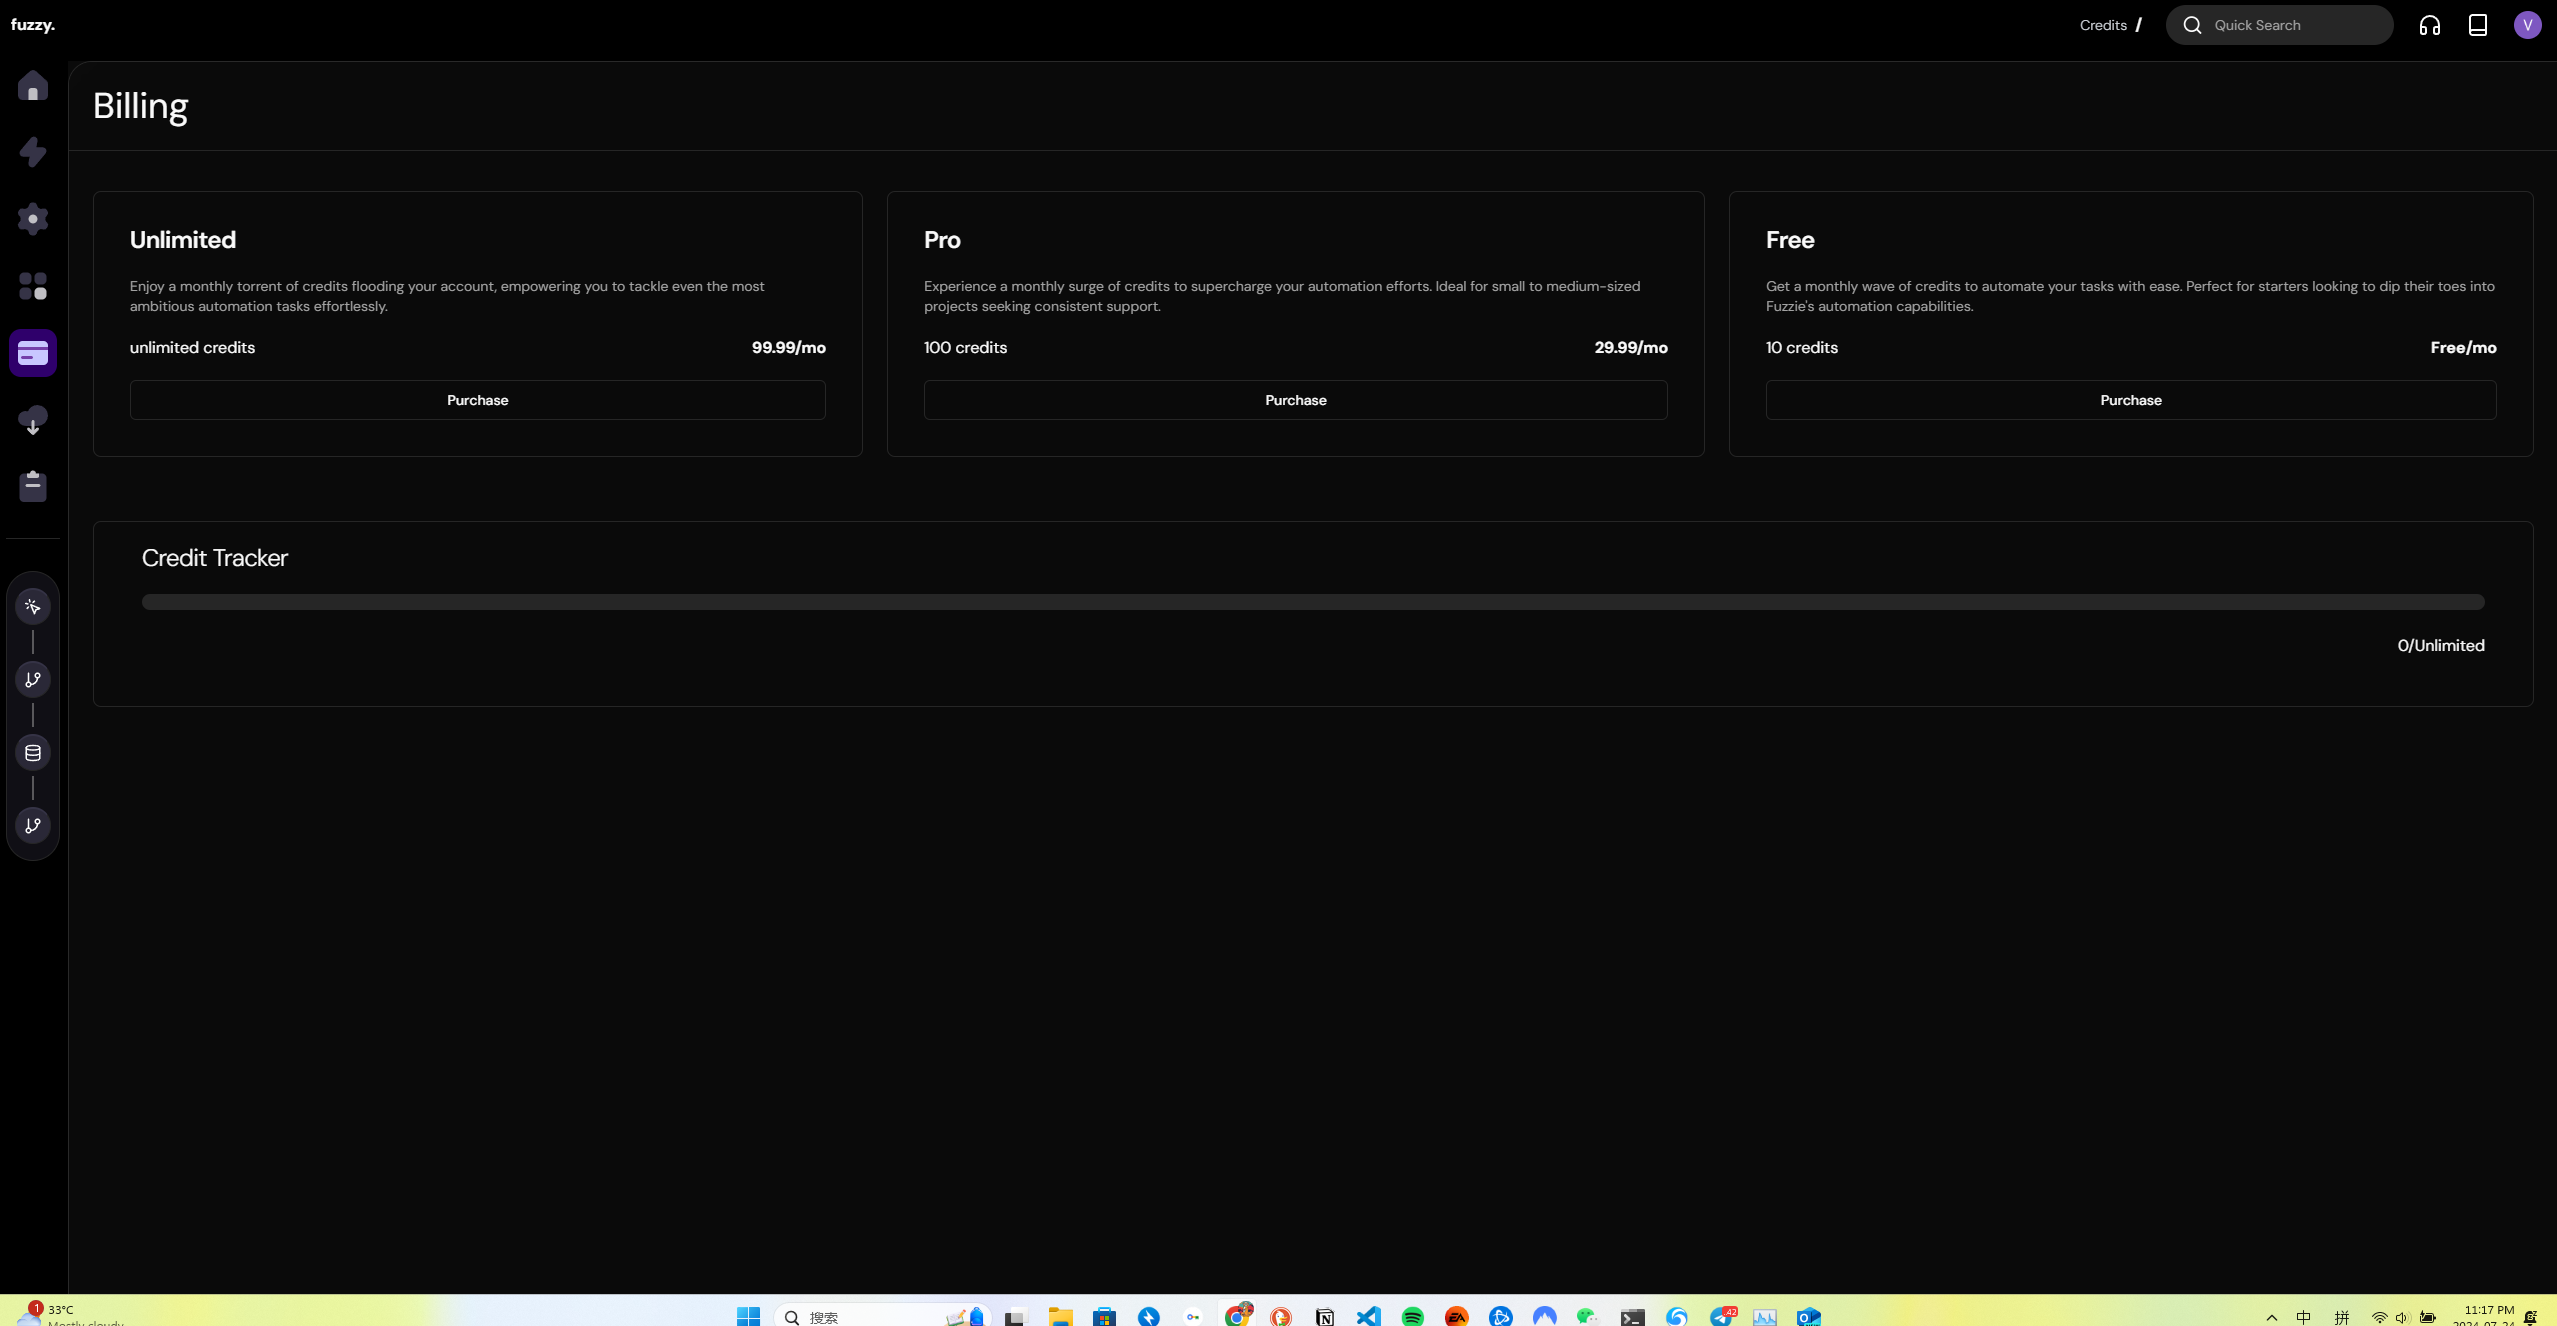 fuzzy.
Credits /
Quick Search
V
Billing
Unlimited
Enjoy a monthly torrent of credits flooding your account, empowering you to tackle even the most
ambitious automation tasks effortlessly.
unlimited credits
99.99/mo
Purchase
Pro
Experience a monthly surge of credits to supercharge your automation efforts. Ideal for small to medium-sized
projects seeking consistent support.
100 credits
29.99/mo
Purchase
Free
Get a monthly wave of credits to automate your tasks with ease. Perfect for starters looking to dip their toes into
Fuzzie's automation capabilities.
10 credits
Free/mo
Purchase
Credit Tracker
0/Unlimited
1
33°C
Mostly cloudy
搜索
EA
42
中
拼
11:17 PM
2024-07-24